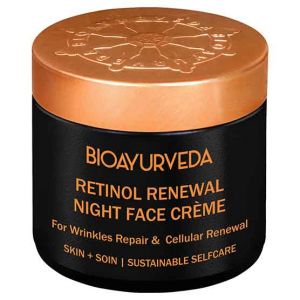 BIOAYURVEDA
RETINOL RENEWAL
NIGHT FACE CRÈME
For Wrinkles Repair & Cellular Renewal
SKIN + SOIN | SUSTAINABLE SELFCARE